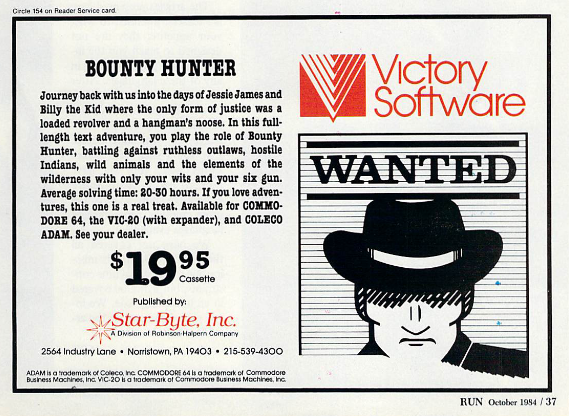 Circle 154 on Reader Service card.
BOUNTY HUNTER
Journey back with us into the days of Jessie James and
Billy the Kid where the only form of justice was a
loaded revolver and a hangman's noose. In this full-
length text adventure, you play the role of Bounty
Hunter, battling against ruthless outlaws, hostile
Indians, wild animals and the elements of the
wilderness with only your wits and your six gun.
Average solving time: 20-30 hours. If you love adven-
tures, this one is a real treat. Available for COMMO-
DORE 64, the VIC-20 (with expander), and COLECO
ADAM. See your dealer.
$19 95
Cassette
Published by:
Star-Byte, Inc.
A Division of Robinson-Halpern Company
2564 Industry Lane • Norristown, PA 19403 • 215-539-4300
ADAM is a trademark of Coleco, Inc. COMMODORE 64 is a trademark of Commodore
Business Machines, Inc. VIC-20 is a trademark of Commodore Business Machines, Inc.
Victory
Software
WANTED
RUN October 1984 / 37